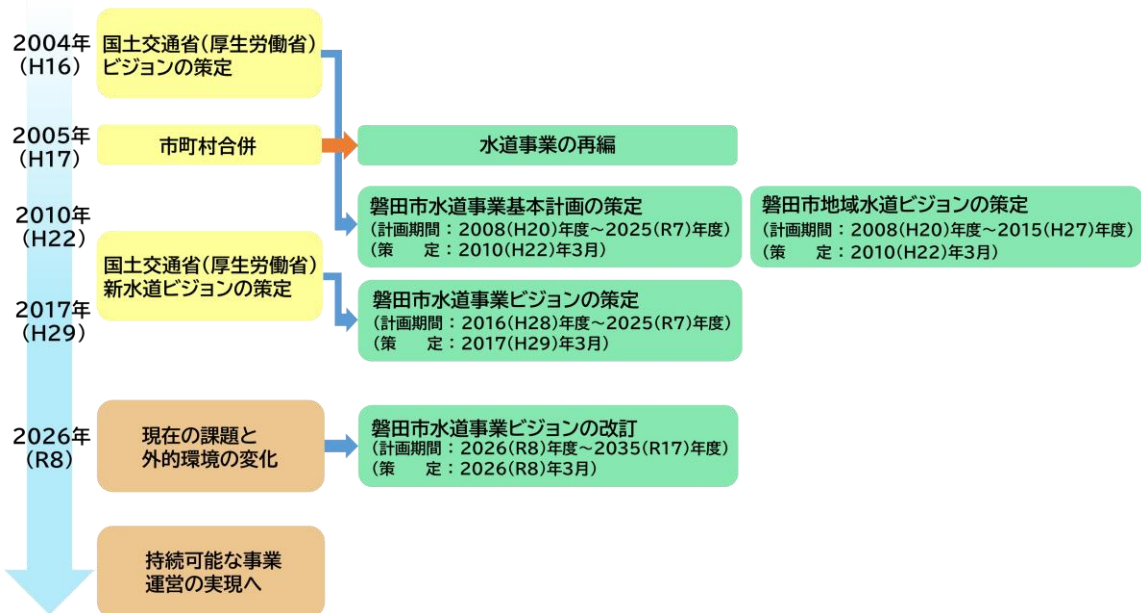 2004年
(H16)
国土交通省(厚生労働省)
ビジョンの策定
2005年
(H17)
市町村合併
水道事業の再編
2010年
(H22)
磐田市水道事業基本計画の策定
(計画期間：2008(H20)年度～2025(R7)年度)
(策　定：2010(H22)年3月)
磐田市地域水道ビジョンの策定
(計画期間：2008(H20)年度～2015(H27)年度)
(策　定：2010(H22)年3月)
国土交通省(厚生労働省)
新水道ビジョンの策定
2017年
(H29)
磐田市水道事業ビジョンの策定
(計画期間：2016(H28)年度～2025(R7)年度)
(策　定：2017(H29)年3月)
2026年
(R8)
現在の課題と
外的環境の変化
磐田市水道事業ビジョンの改訂
(計画期間：2026(R8)年度～2035(R17)年度)
(策　定：2026(R8)年3月)
持続可能な事業
運営の実現へ